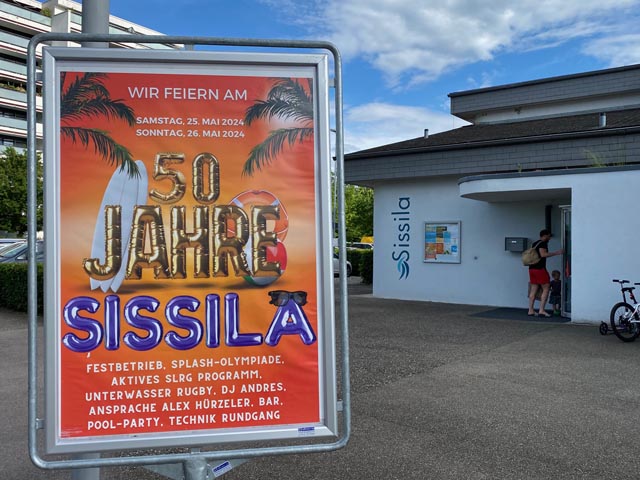 WIR FEIERN AM
SAMSTAG, 25. MAI 2024
SONNTAG, 26. MAI 2024
50
JAHRE
SISSILA
FESTBETRIEB, SPLASH-OLYMPIADE,
AKTIVES SLRG PROGRAMM,
UNTERWASSER RUGBY, DJ ANDRES,
ANSPRACHE ALEX HÜRZELER, BAR,
POOL-PARTY, TECHNIK RUNDGANG
Sissila